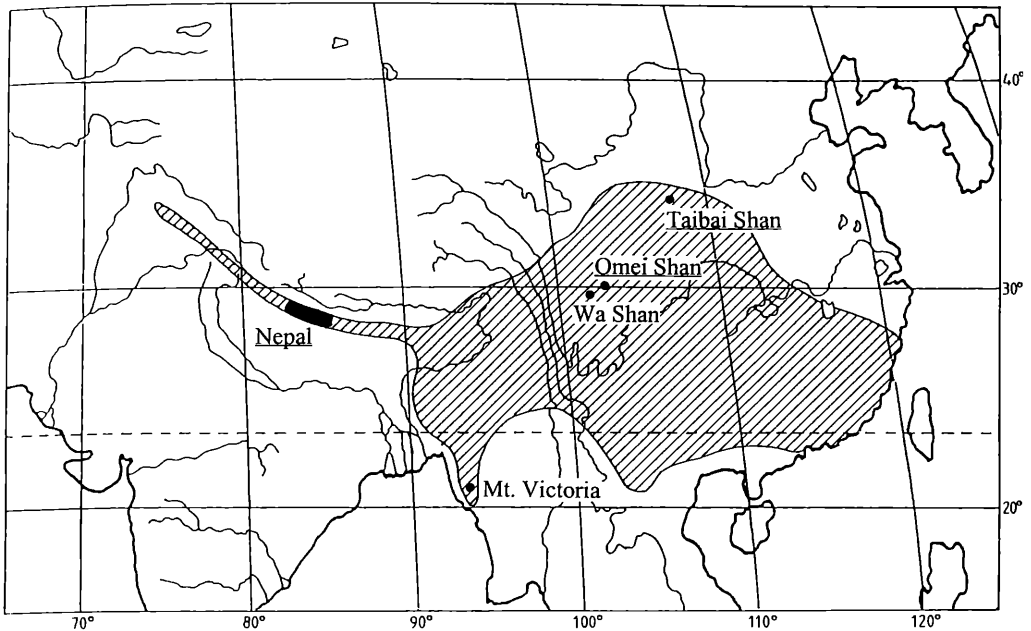 40°
Taibai Shan
Omei Shan
30°
Wa Shan
Nepal
Mt. Victoria
20°
70°
80°
90°
100°
110°
120°